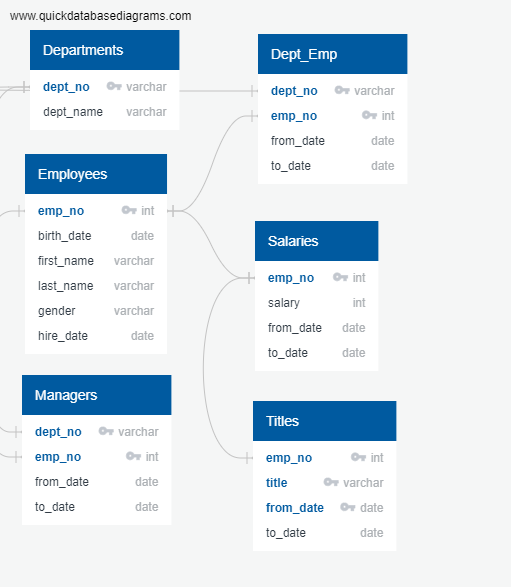 www.quickdatabasediagrams.com
Departments
dept_no varchar
dept_name varchar
Dept_Emp
dept_no varchar
emp_no int
from_date date
to_date date
Employees
emp_no int
birth_date date
first_name varchar
last_name varchar
gender varchar
hire_date date
Salaries
emp_no int
salary int
from_date date
to_date date
Managers
dept_no varchar
emp_no int
from_date date
to_date date
Titles
emp_no int
title varchar
from_date date
to_date date